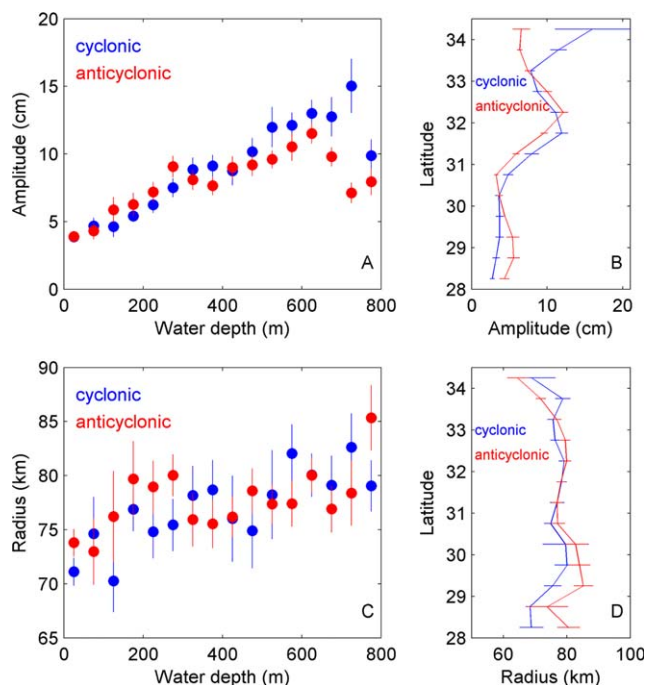 20
15
10
5
0
Amplitude (cm)
cyclonic
anticyclonic
A
0
200
400
600
800
Water depth (m)
34
33
32
31
30
29
28
Latitude
cyclonic
anticyclonic
B
0
10
20
Amplitude (cm)
90
85
80
75
70
65
Radius (km)
cyclonic
anticyclonic
C
0
200
400
600
800
Water depth (m)
34
33
32
31
30
29
28
Latitude
cyclonic
anticyclonic
D
60
80
100
Radius (km)